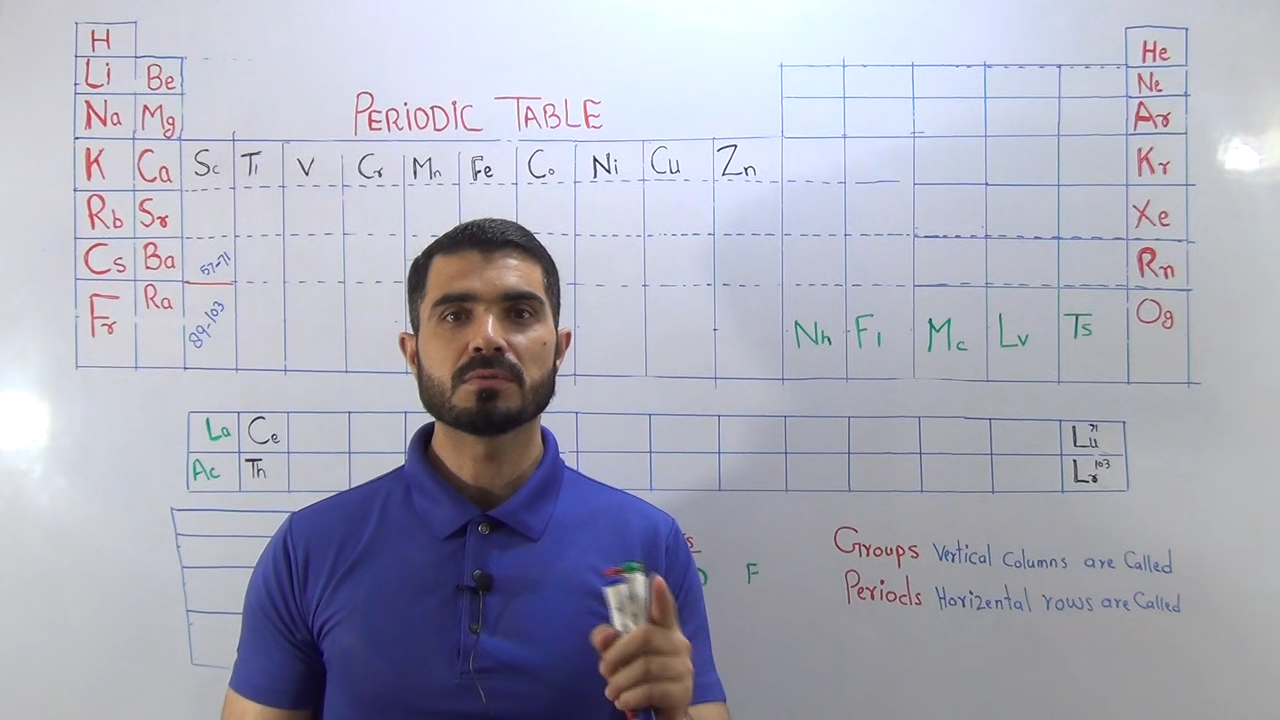 H He
Li Be Ne
Na Mg PERiODiC TABLE Ar
K Ca Sc Ti V Cr Mn Fe Co Ni Cu Zn Kr
Rb Sr Xe
Cs Ba 57-71 Rn
Fr Ra 89-103 Nh Fl Mc Lv Ts Og
La Ce Lu 71
Ac Th Lr 103
Groups Vertical Columns are Called
F
Periods Horizental rows are Called